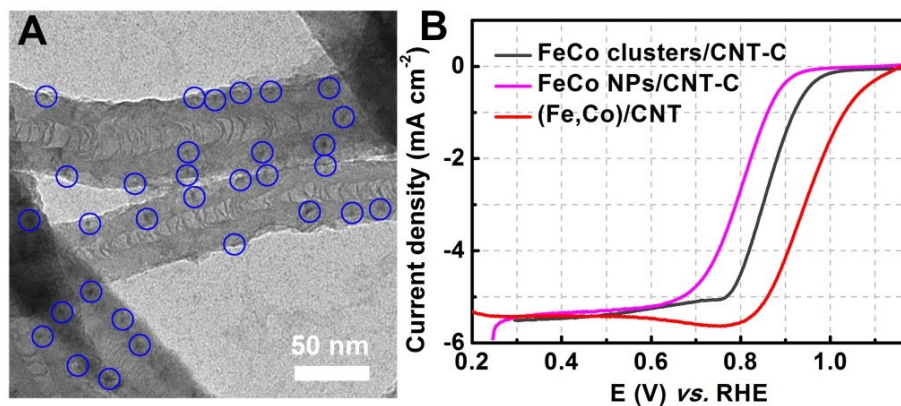 A
50 nm
B
FeCo clusters/CNT-C
FeCo NPs/CNT-C
(Fe,Co)/CNT
Current density (mA cm⁻²)
0
-2
-4
-6
0.2 0.4 0.6 0.8 1.0
E (V) vs. RHE